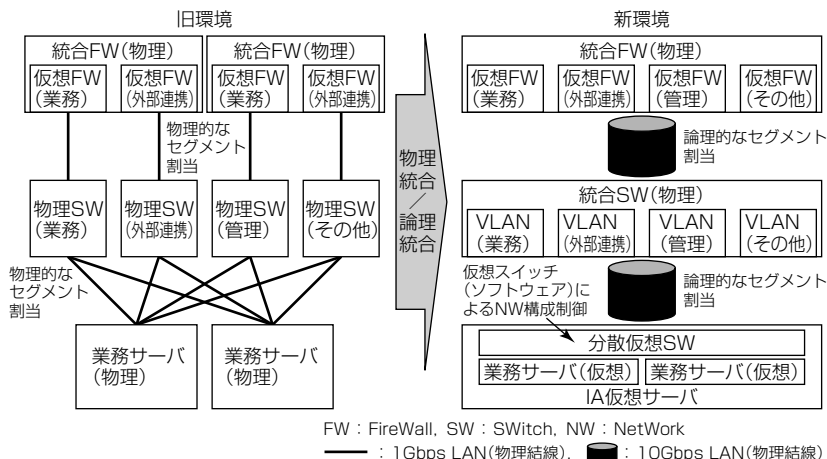 旧環境
新環境
統合FW(物理)
統合FW(物理)
仮想FW
(業務)
仮想FW
(外部連携)
仮想FW
(業務)
仮想FW
(外部連携)
物理的な
セグメント
割当
物理SW
(業務)
物理SW
(外部連携)
物理SW
(管理)
物理SW
(その他)
物理的な
セグメント
割当
業務サーバ
(物理)
業務サーバ
(物理)
物理
統合
/
論理
統合
統合FW(物理)
仮想FW
(業務)
仮想FW
(外部連携)
仮想FW
(管理)
仮想FW
(その他)
論理的なセグメント
割当
統合SW(物理)
VLAN
(業務)
VLAN
(外部連携)
VLAN
(管理)
VLAN
(その他)
仮想スイッチ
(ソフトウェア)に
よるNW構成制御
論理的なセグメント
割当
分散仮想SW
業務サーバ(仮想)
業務サーバ(仮想)
IA仮想サーバ
FW:FireWall, SW:SWitch, NW:NetWork
:1Gbps LAN(物理結線), :10Gbps LAN(物理結線)